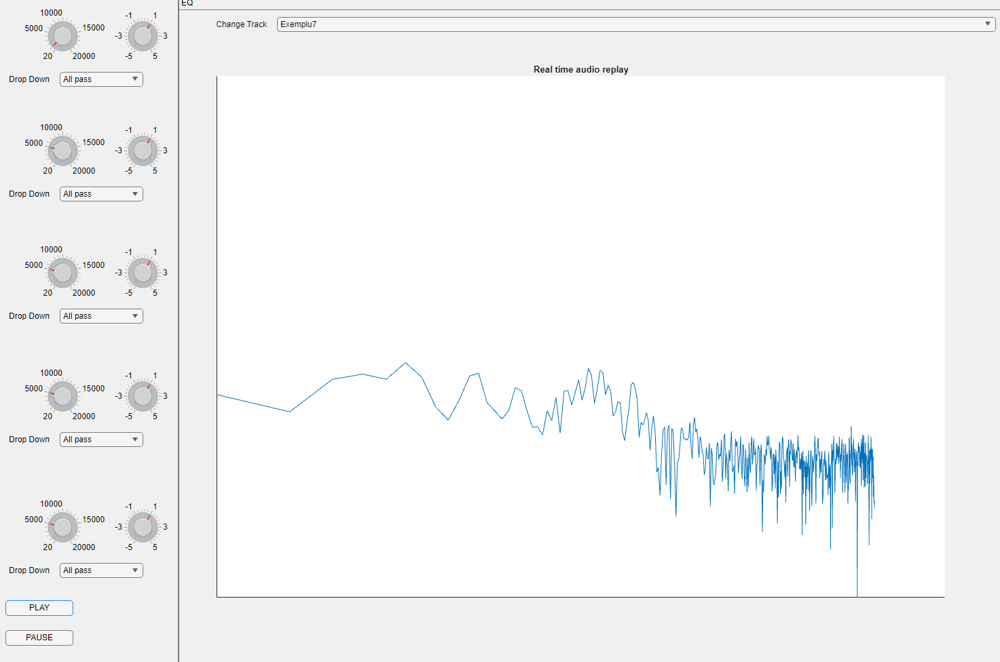 10000 -1 1
5000 15000 -3 3
20 20000 -5 5
Drop Down All pass
10000 -1 1
5000 15000 -3 3
20 20000 -5 5
Drop Down All pass
10000 -1 1
5000 15000 -3 3
20 20000 -5 5
Drop Down All pass
10000 -1 1
5000 15000 -3 3
20 20000 -5 5
Drop Down All pass
10000 -1 1
5000 15000 -3 3
20 20000 -5 5
Drop Down All pass
PLAY
PAUSE
EQ
Change Track Exemplu7
Real time audio replay